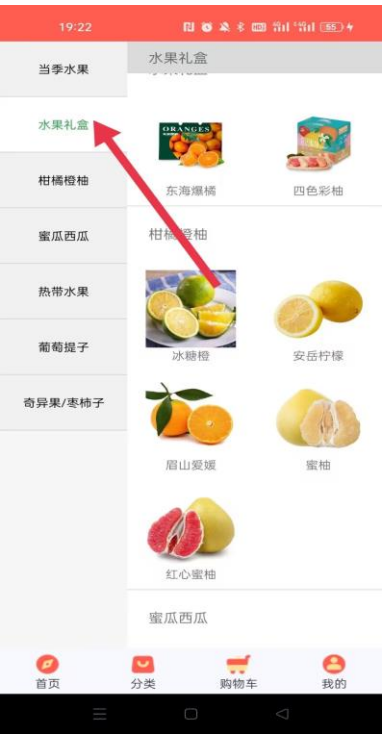 19:22
55
当季水果
水果礼盒
柑橘橙柚
蜜瓜西瓜
热带水果
葡萄提子
奇异果/枣柿子
水果礼盒
水果礼盒
ORANGES
东海爆橘
四色彩柚
柑橘橙柚
冰糖橙
安岳柠檬
眉山爱媛
蜜柚
红心蜜柚
蜜瓜西瓜
首页
分类
购物车
我的